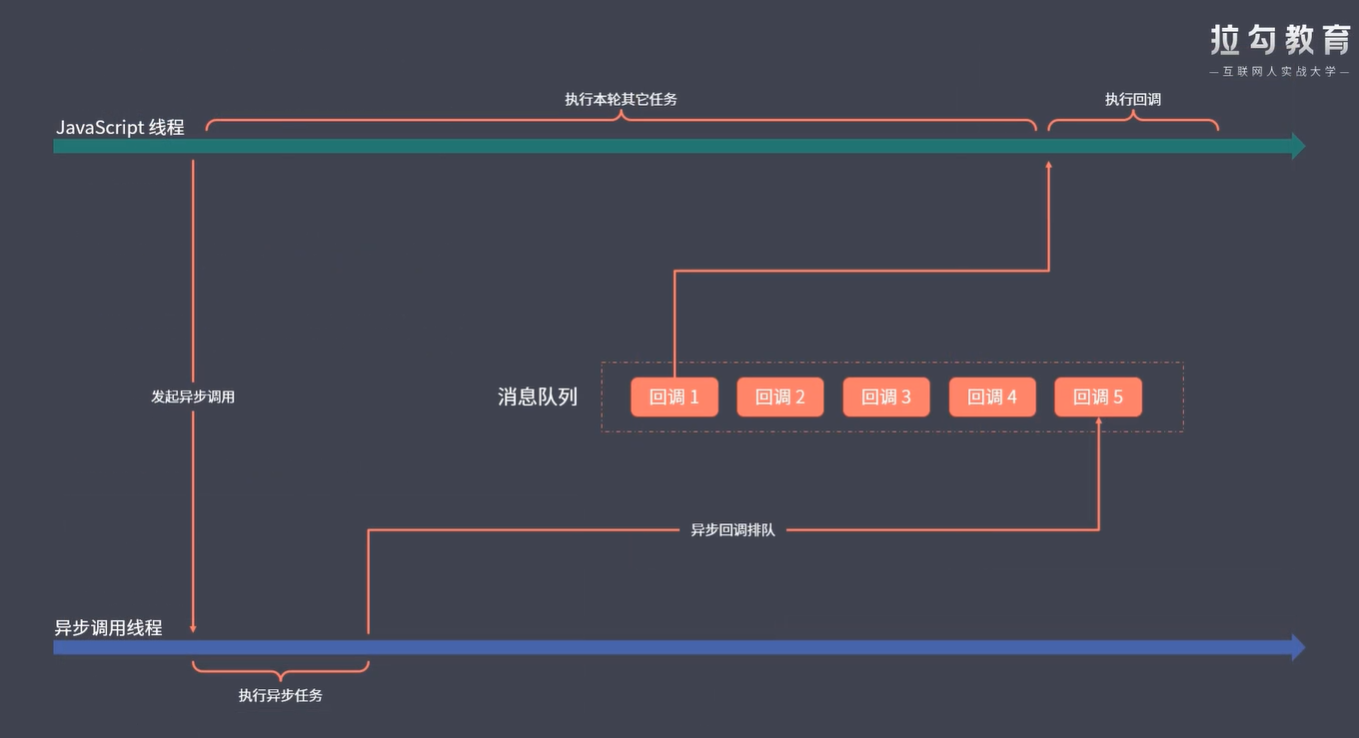 拉勾教育
—互联网人实战大学—
执行本轮其它任务
执行回调
JavaScript 线程
发起异步调用
消息队列
回调 1
回调 2
回调 3
回调 4
回调 5
异步回调排队
异步调用线程
执行异步任务